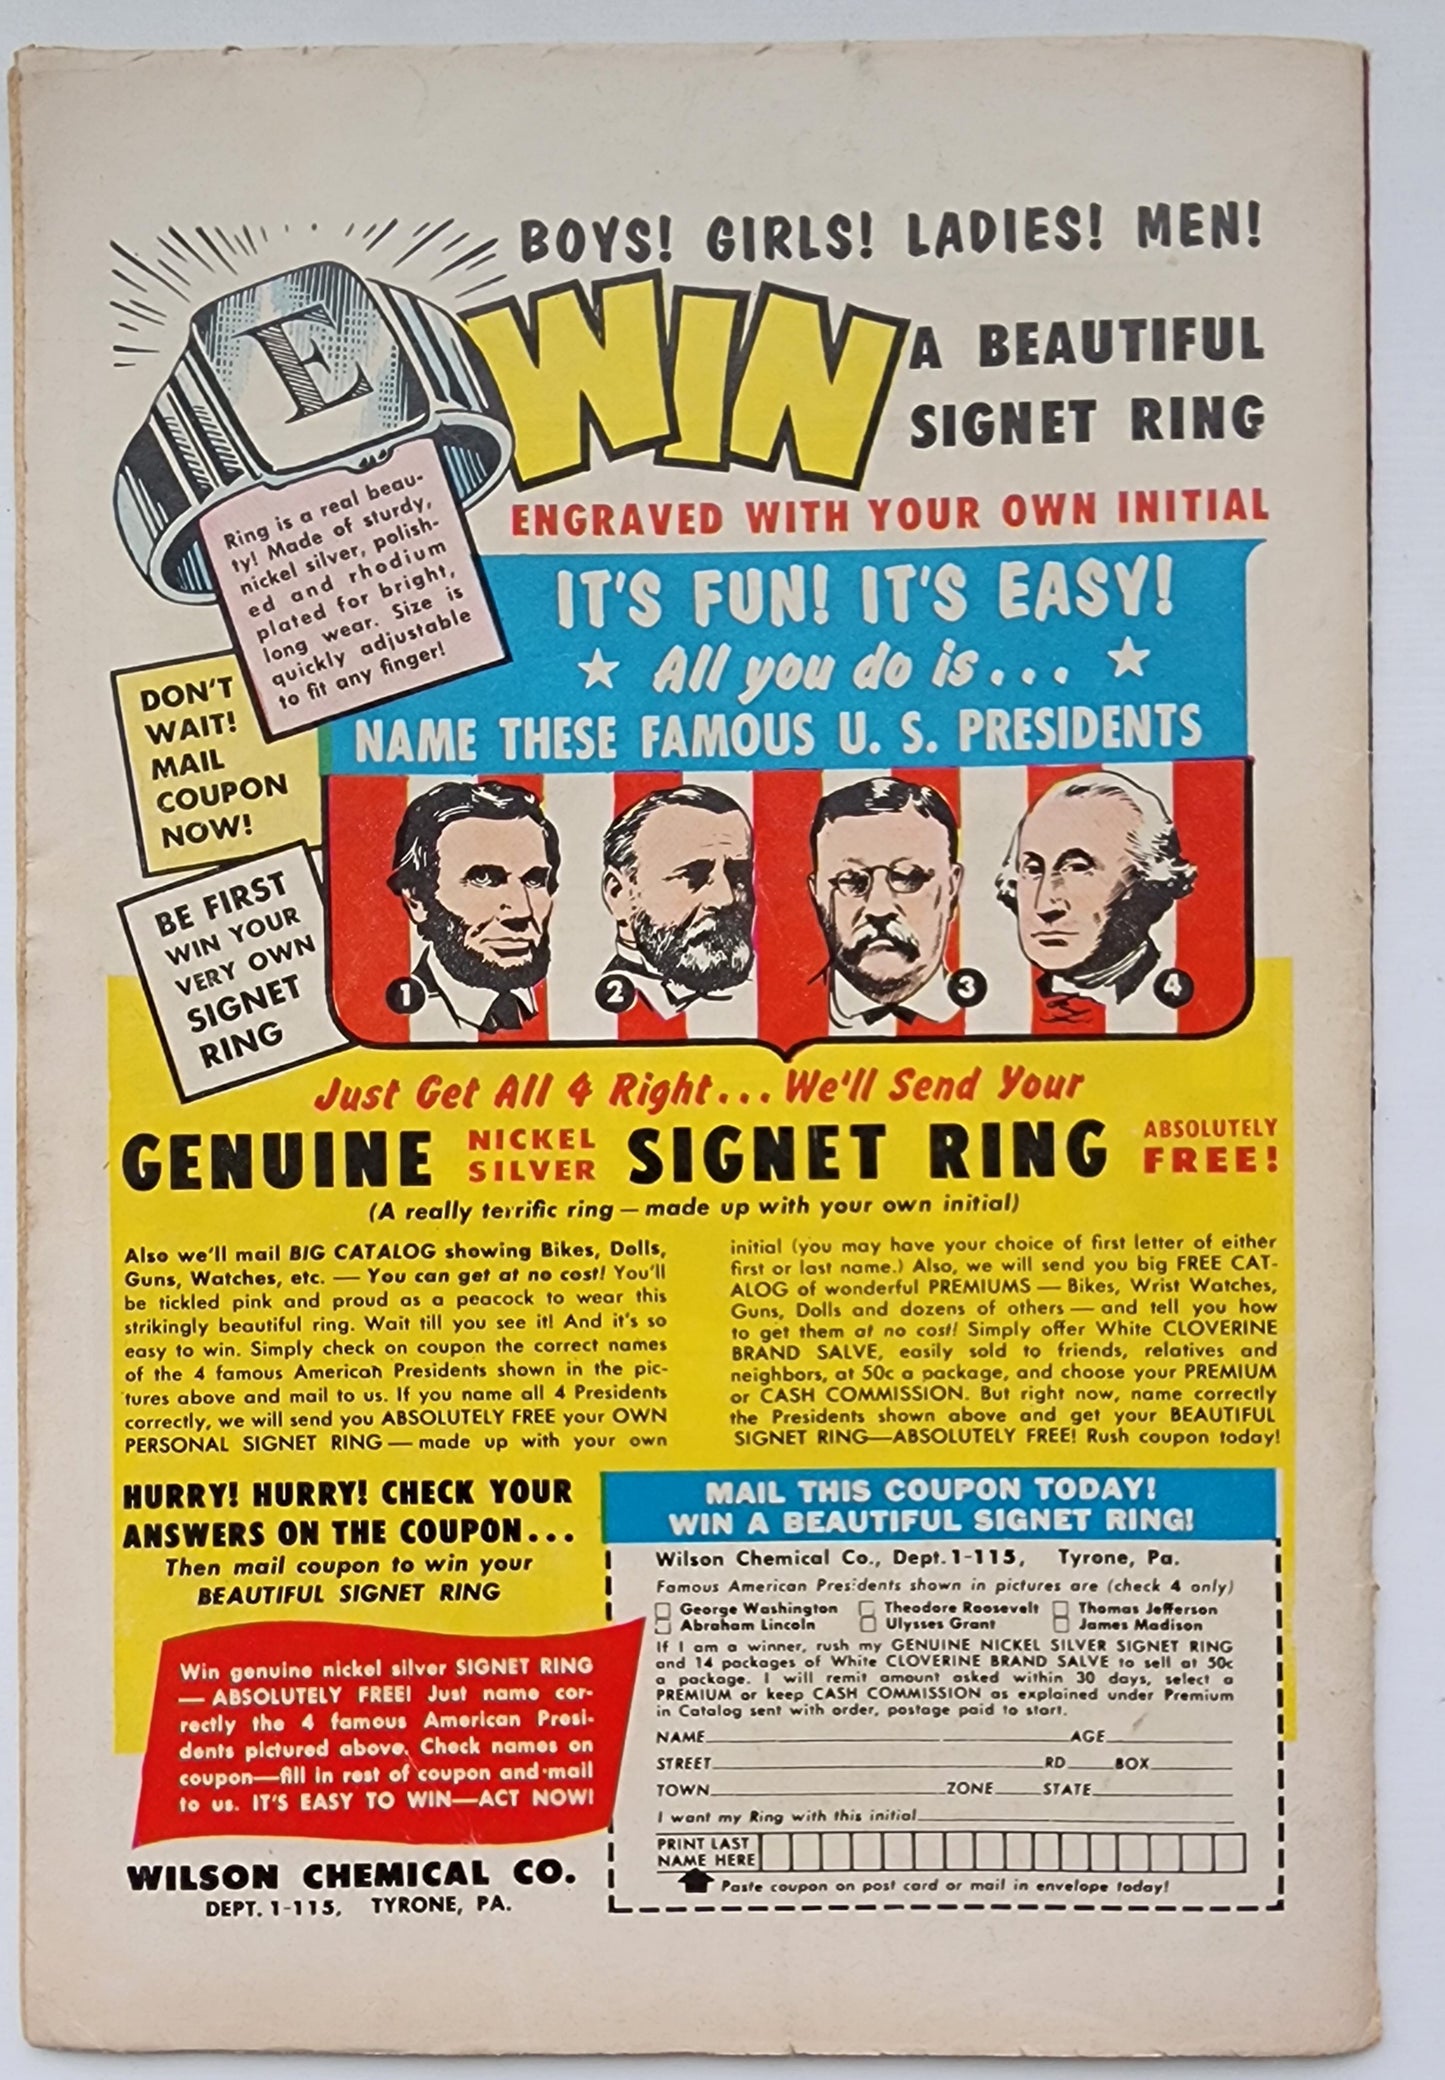 BOYS! GIRLS! LADIES! MEN!
E
WIN
A BEAUTIFUL
SIGNET RING
ENGRAVED WITH YOUR OWN INITIAL
Ring is a real beau-
ty! Made of sturdy,
nickel silver, polish-
ed and rhodium
plated for bright,
long wear. Size is
quickly adjustable
to fit any finger!
IT'S FUN! IT'S EASY!
All you do is...
NAME THESE FAMOUS U. S. PRESIDENTS
DON'T
WAIT!
MAIL
COUPON
NOW!
BE FIRST
WIN YOUR
VERY OWN
SIGNET
RING
1
2
3
4
Just Get All 4 Right... We'll Send Your
GENUINE NICKEL SILVER SIGNET RING ABSOLUTELY FREE!
(A really terrific ring — made up with your own initial)
Also we'll mail BIG CATALOG showing Bikes, Dolls,
Guns, Watches, etc. — You can get at no cost! You'll
be tickled pink and proud as a peacock to wear this
strikingly beautiful ring. Wait till you see it! And it's so
easy to win. Simply check on coupon the correct names
of the 4 famous American Presidents shown in the pic-
tures above and mail to us. If you name all 4 Presidents
correctly, we will send you ABSOLUTELY FREE your OWN
PERSONAL SIGNET RING — made up with your own
initial (you may have your choice of first letter of either
first or last name.) Also, we will send you big FREE CAT-
ALOG of wonderful PREMIUMS — Bikes, Wrist Watches,
Guns, Dolls and dozens of others — and tell you how
to get them at no cost! Simply offer White CLOVERINE
BRAND SALVE, easily sold to friends, relatives and
neighbors, at 50c a package, and choose your PREMIUM
or CASH COMMISSION. But right now, name correctly
the Presidents shown above and get your BEAUTIFUL
SIGNET RING—ABSOLUTELY FREE! Rush coupon today!
HURRY! HURRY! CHECK YOUR
ANSWERS ON THE COUPON...
Then mail coupon to win your
BEAUTIFUL SIGNET RING
Win genuine nickel silver SIGNET RING
— ABSOLUTELY FREE! Just name cor-
rectly the 4 famous American Presi-
dents pictured above. Check names on
coupon—fill in rest of coupon and mail
to us. IT'S EASY TO WIN—ACT NOW!
WILSON CHEMICAL CO.
DEPT. 1-115, TYRONE, PA.
MAIL THIS COUPON TODAY!
WIN A BEAUTIFUL SIGNET RING!
Wilson Chemical Co., Dept. 1-115, Tyrone, Pa.
Famous American Presidents shown in pictures are (check 4 only)
George Washington Theodore Roosevelt Thomas Jefferson
Abraham Lincoln Ulysses Grant James Madison
If I am a winner, rush my GENUINE NICKEL SILVER SIGNET RING
and 14 packages of White CLOVERINE BRAND SALVE to sell at 50c
a package. I will remit amount asked within 30 days, select a
PREMIUM or keep CASH COMMISSION as explained under Premium
in Catalog sent with order, postage paid to start.
NAME AGE
STREET RD BOX
TOWN ZONE STATE
I want my Ring with this initial
PRINT LAST
NAME HERE
Paste coupon on post card or mail in envelope today!